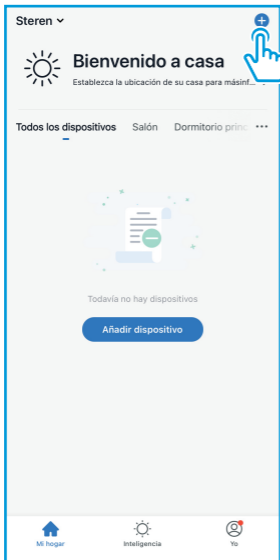 Steren
Bienvenido a casa
Establezca la ubicación de su casa para másinf...
Todos los dispositivos Salón Dormitorio princ ...
Todavía no hay dispositivos
Añadir dispositivo
Mi hogar Inteligencia Yo